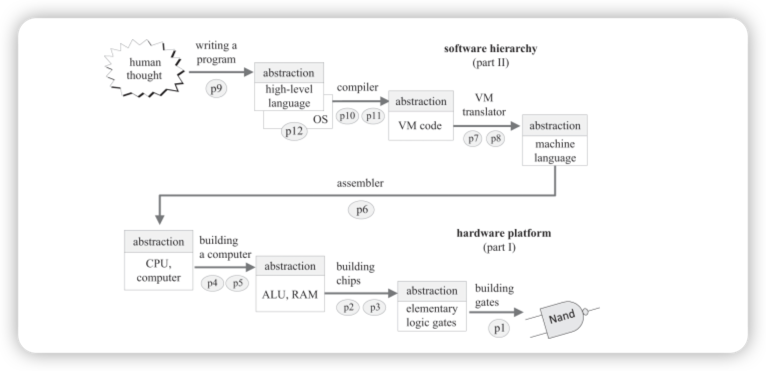 writing a
program
human
thought
p9
software hierarchy
(part II)
abstraction
high-level
language
OS
p12
compiler
p10 p11
abstraction
VM code
VM
translator
p7 p8
abstraction
machine
language
assembler
p6
hardware platform
(part I)
abstraction
CPU,
computer
building
a computer
p4 p5
abstraction
ALU, RAM
building
chips
p2 p3
abstraction
elementary
logic gates
building
gates
p1
Nand